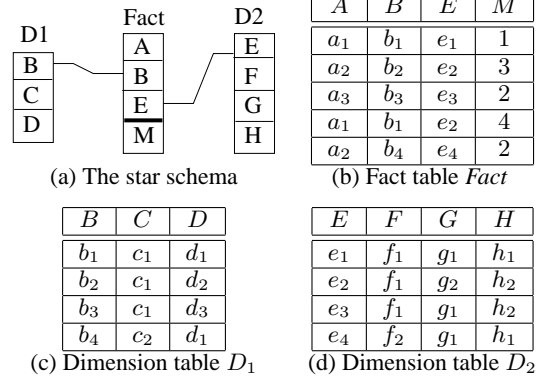 Fact
D1
D2
B
C
D
A
B
E
M
E
F
G
H
(a) The star schema
A B E M
a₁ b₁ e₁ 1
a₂ b₂ e₂ 3
a₃ b₃ e₃ 2
a₁ b₁ e₂ 4
a₂ b₄ e₄ 2
(b) Fact table Fact
B C D
b₁ c₁ d₁
b₂ c₁ d₂
b₃ c₁ d₃
b₄ c₂ d₁
(c) Dimension table D₁
E F G H
e₁ f₁ g₁ h₁
e₂ f₁ g₂ h₂
e₃ f₁ g₁ h₂
e₄ f₂ g₁ h₁
(d) Dimension table D₂